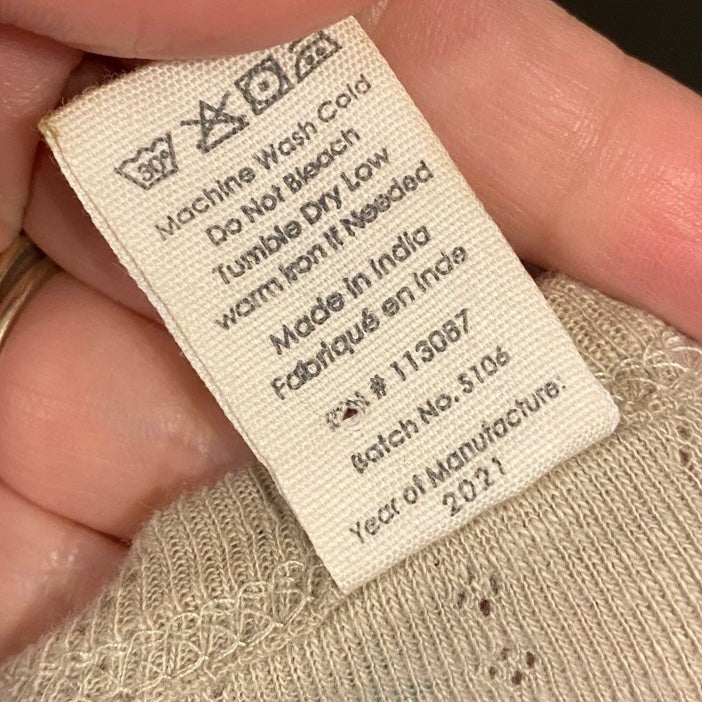 30°
Machine Wash Cold
Do Not Bleach
Tumble Dry Low
warm Iron If Needed
Made in India
Fabriqué en Inde
# 113087
Batch No. 5106
Year of Manufacture:
2021